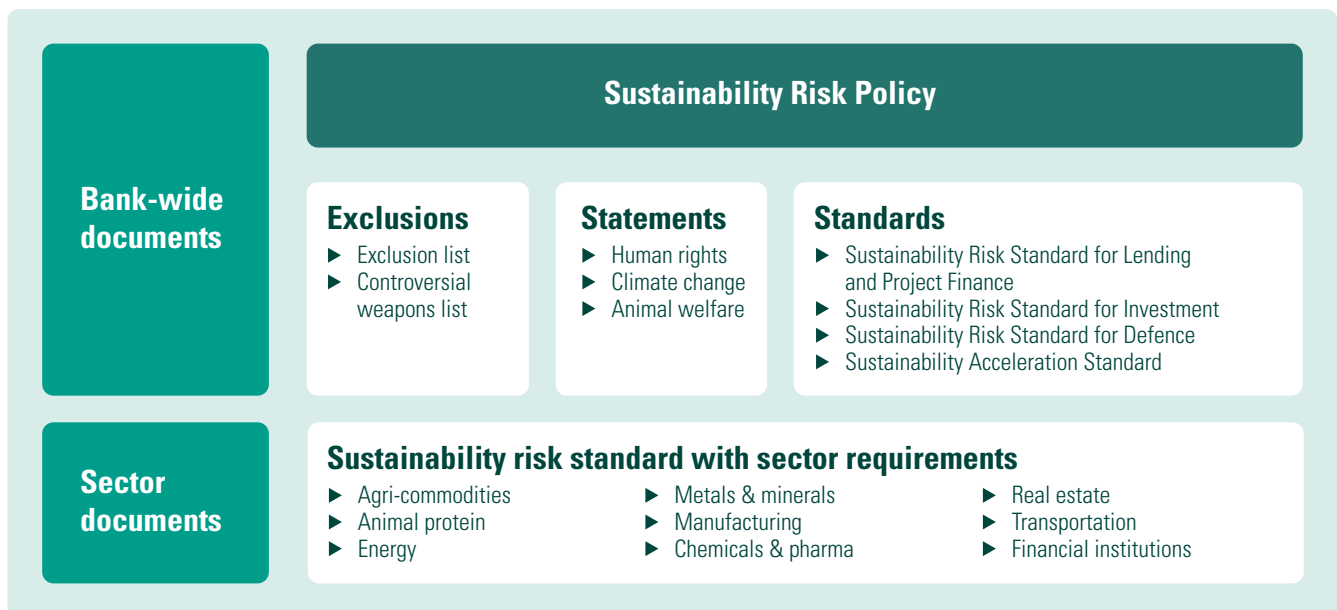 Bank-wide
documents
Sustainability Risk Policy
Exclusions
▶ Exclusion list
▶ Controversial
weapons list
Statements
▶ Human rights
▶ Climate change
▶ Animal welfare
Standards
▶ Sustainability Risk Standard for Lending
and Project Finance
▶ Sustainability Risk Standard for Investment
▶ Sustainability Risk Standard for Defence
▶ Sustainability Acceleration Standard
Sector
documents
Sustainability risk standard with sector requirements
▶ Agri-commodities
▶ Animal protein
▶ Energy
▶ Metals & minerals
▶ Manufacturing
▶ Chemicals & pharma
▶ Real estate
▶ Transportation
▶ Financial institutions